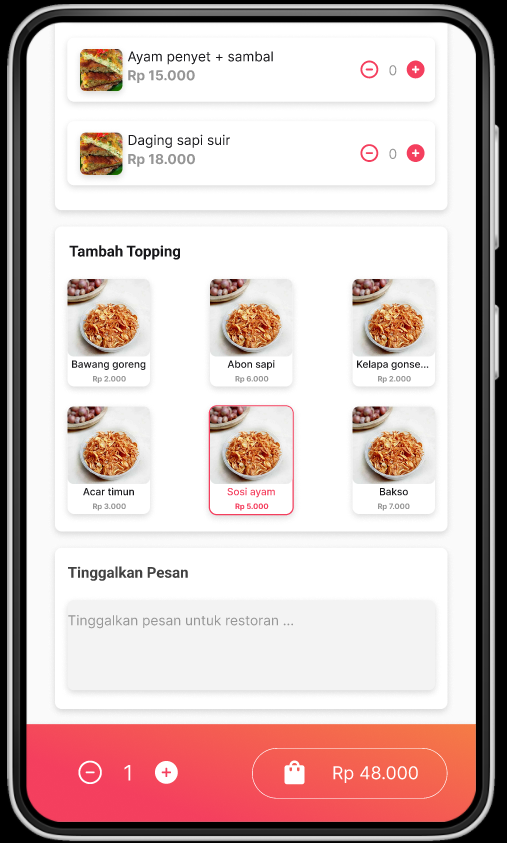 Ayam penyet + sambal
Rp 15.000
0
Daging sapi suir
Rp 18.000
0
Tambah Topping
Bawang goreng
Rp 2.000
Abon sapi
Rp 6.000
Kelapa gonse...
Rp 2.000
Acar timun
Rp 3.000
Sosi ayam
Rp 5.000
Bakso
Rp 7.000
Tinggalkan Pesan
Tinggalkan pesan untuk restoran ...
1
Rp 48.000